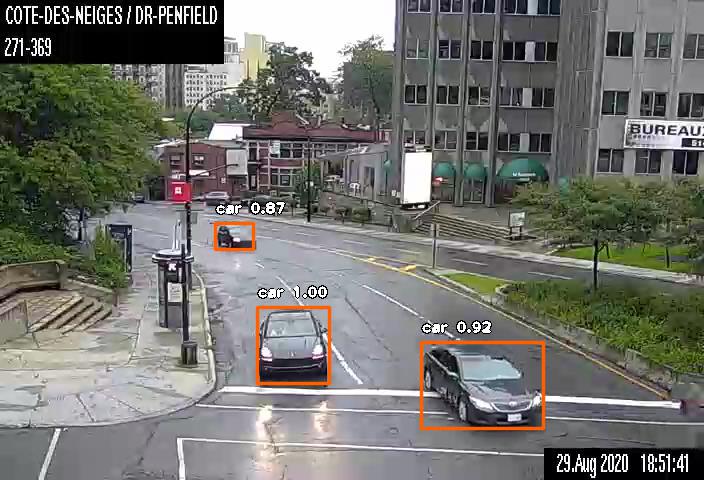 COTE-DES-NEIGES / DR-PENFIELD
271-369
BUREAUX
car 0.87
car 1.00
car 0.92
29.Aug 2020 18:51:41